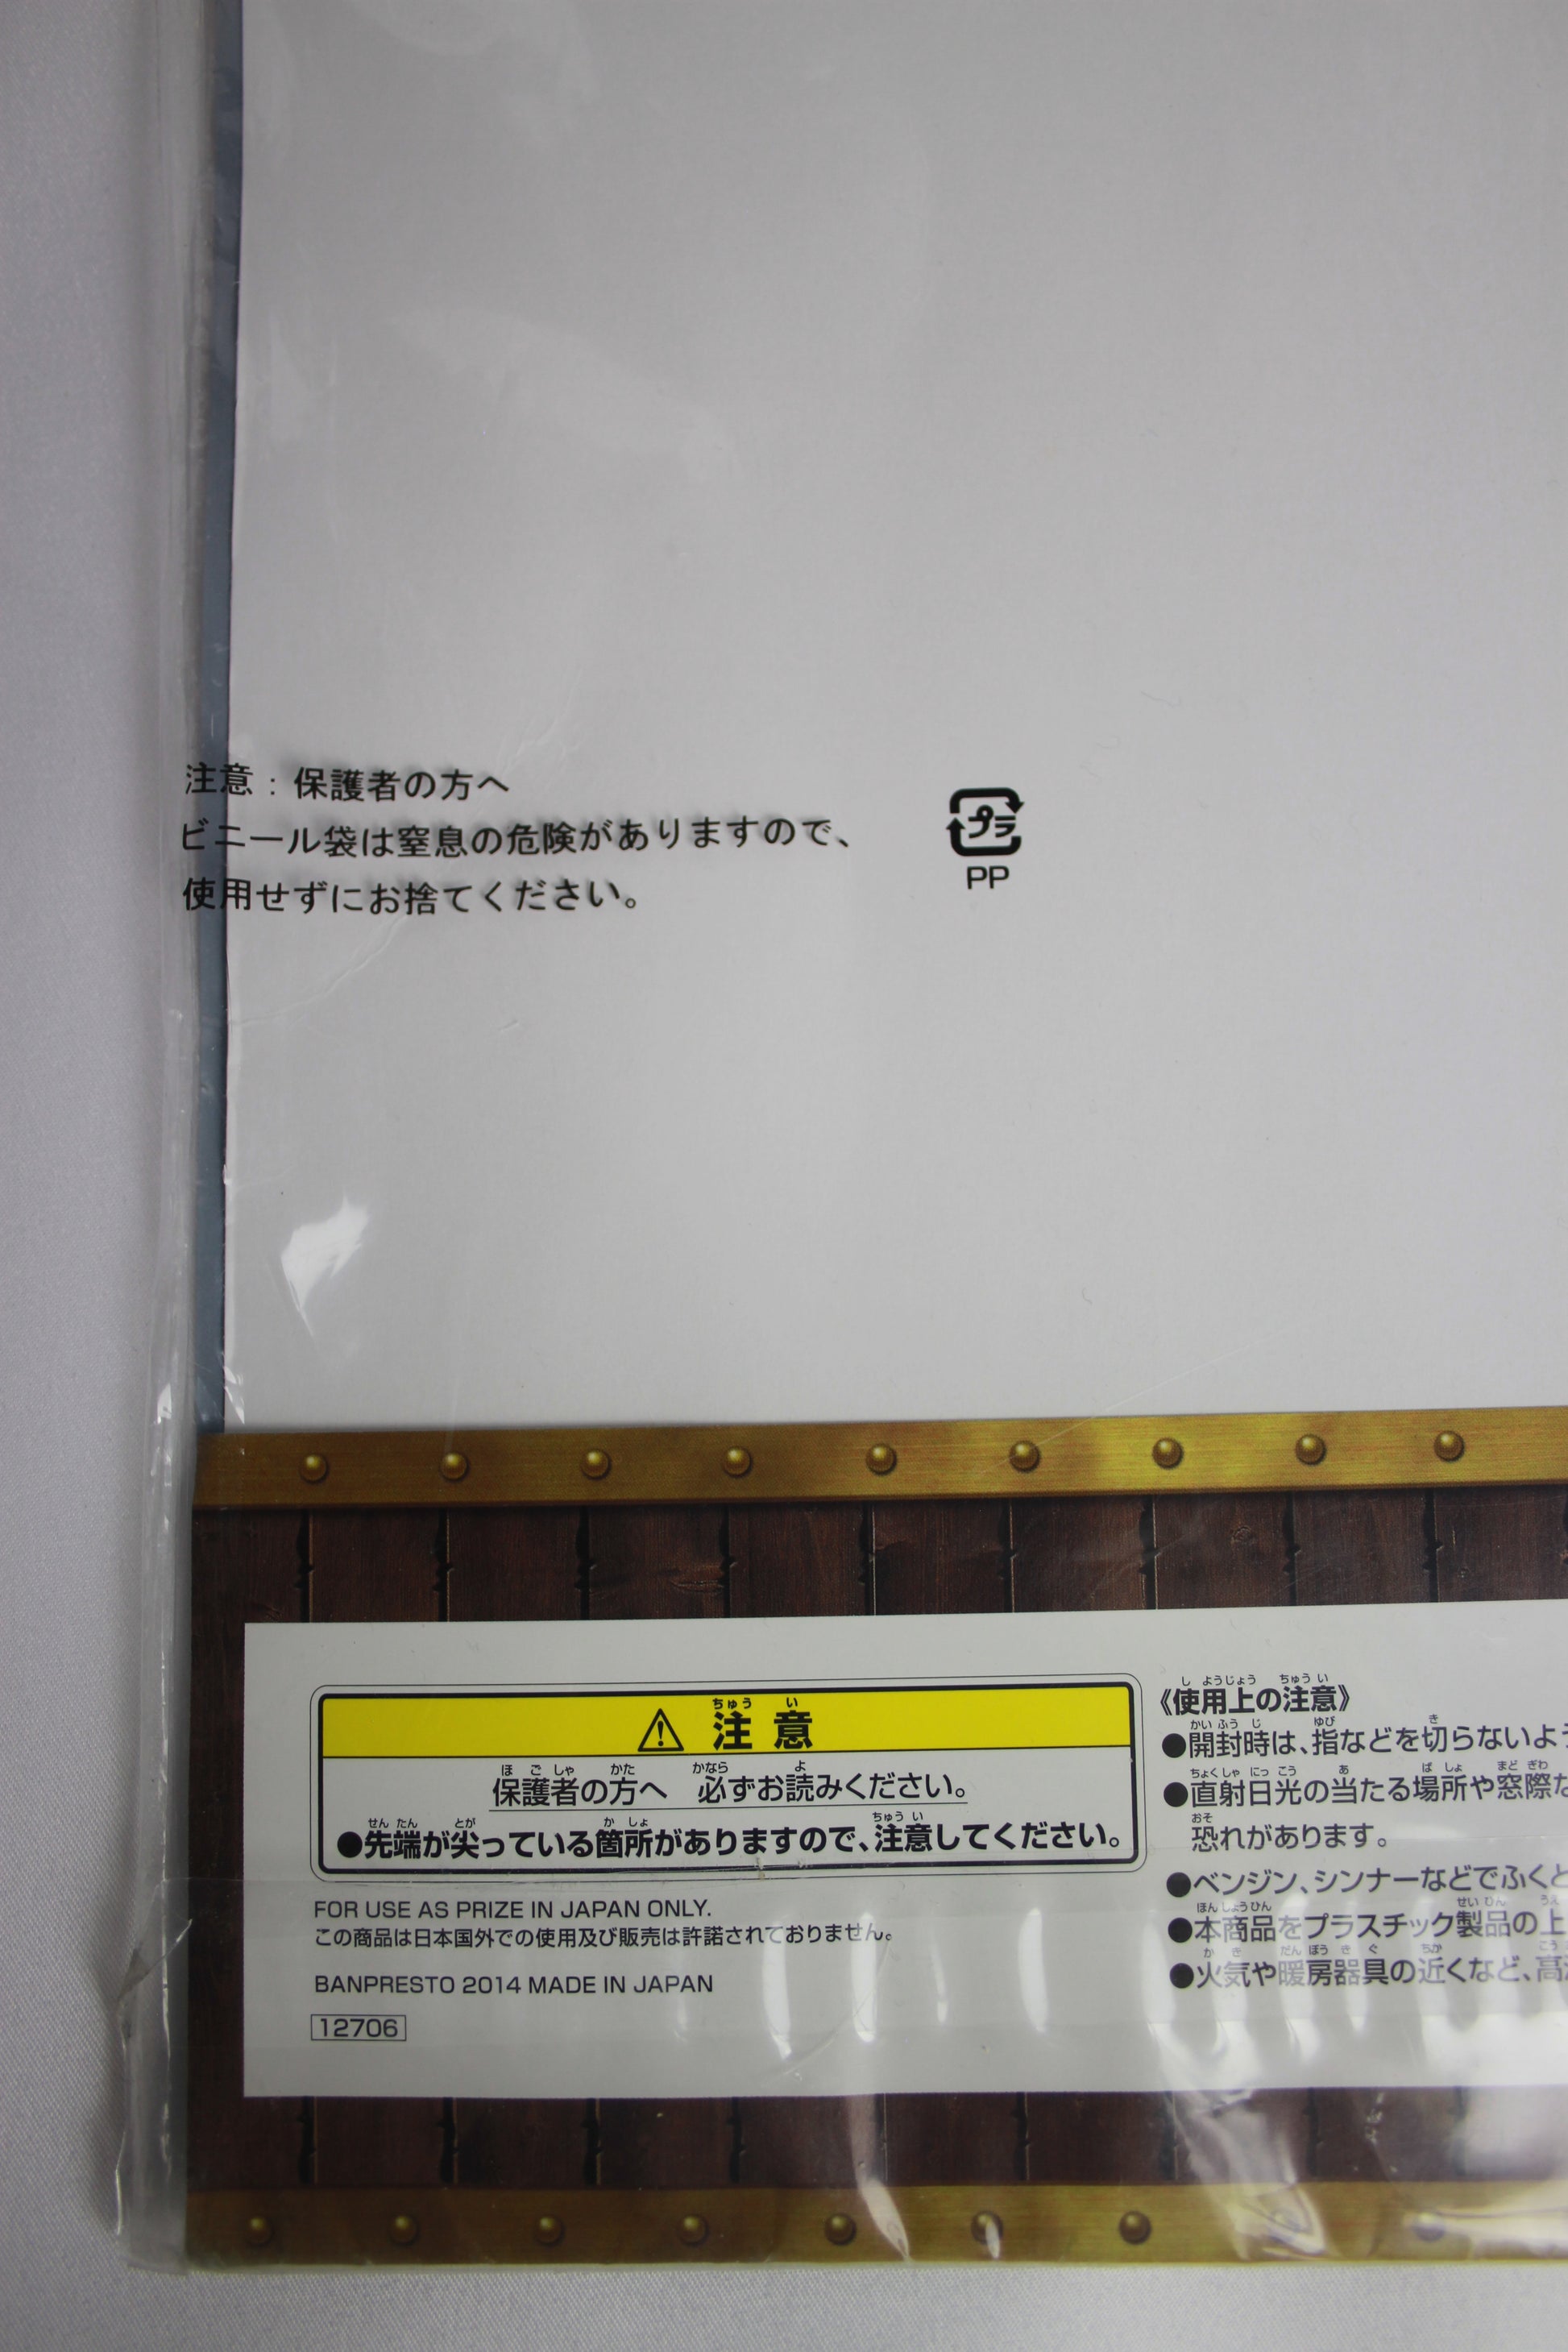 注意：保護者の方へ
ビニール袋は窒息の危険がありますので、
使用せずにお捨てください。
プラ
PP
注意
保護者の方へ 必ずお読みください。
●先端が尖っている箇所がありますので、注意してください。
FOR USE AS PRIZE IN JAPAN ONLY.
この商品は日本国外での使用及び販売は許諾されておりません。
BANPRESTO 2014 MADE IN JAPAN
12706
《使用上の注意》
●開封時は、指などを切らないよう
●直射日光の当たる場所や窓際な
恐れがあります。
●ベンジン、シンナーなどでふくと
●本商品をプラスチック製品の上
●火気や暖房器具の近くなど、高